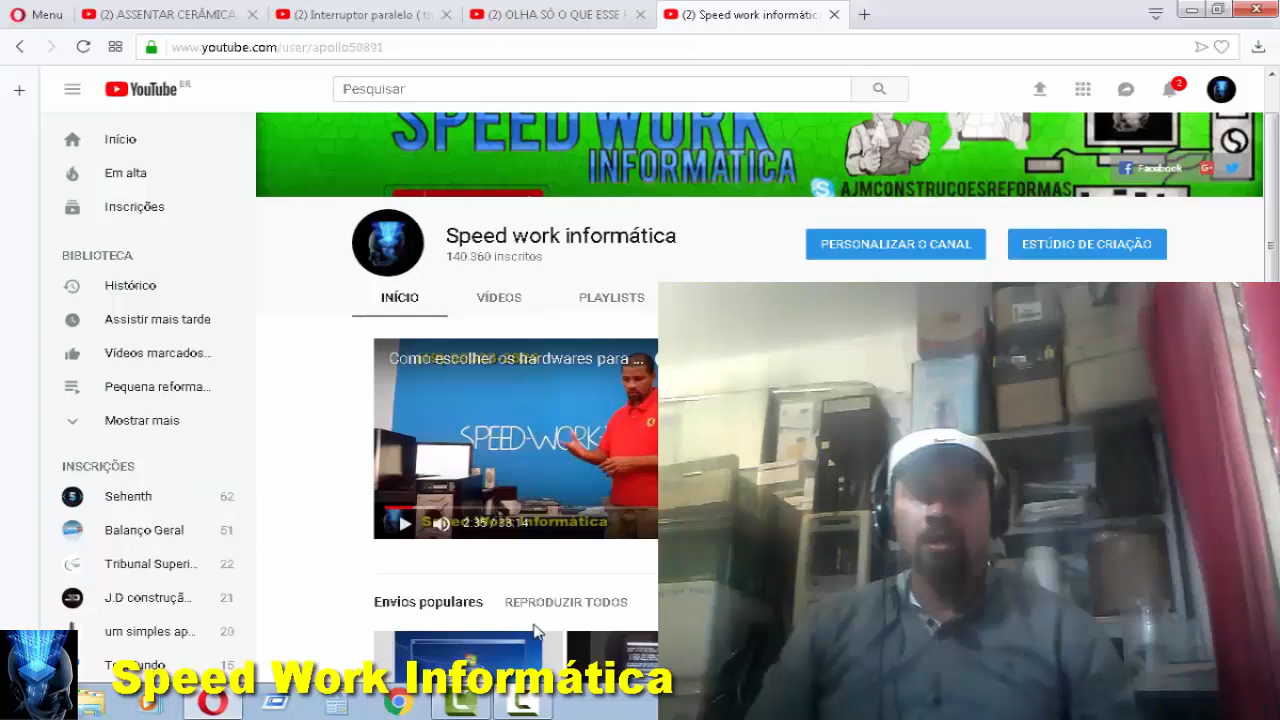 Menu
(2) ASSENTAR CERÂMICA
(2) Interruptor paralelo ( t
(2) OLHA SÓ O QUE ESSE
(2) Speed work informátic
www.youtube.com/user/apollo50891
YouTube BR
Pesquisar
2
Início
Em alta
Inscrições
BIBLIOTECA
Histórico
Assistir mais tarde
Vídeos marcados...
Pequena reforma...
Mostrar mais
INSCRIÇÕES
Sehenth 62
Balanço Geral 51
Tribunal Superi... 22
J.D construçã... 21
um simples ap... 20
15
SPEED WORK
INFORMATICA
AJMCONSTRUCOESREFORMAS
Facebook
Speed work informática
140.360 inscritos
PERSONALIZAR O CANAL
ESTÚDIO DE CRIAÇÃO
INÍCIO
VÍDEOS
PLAYLISTS
Como escolher os hardwares para ...
SPEED-WORK
Speed Work Informática
Envios populares
REPRODUZIR TODOS
Speed Work Informática